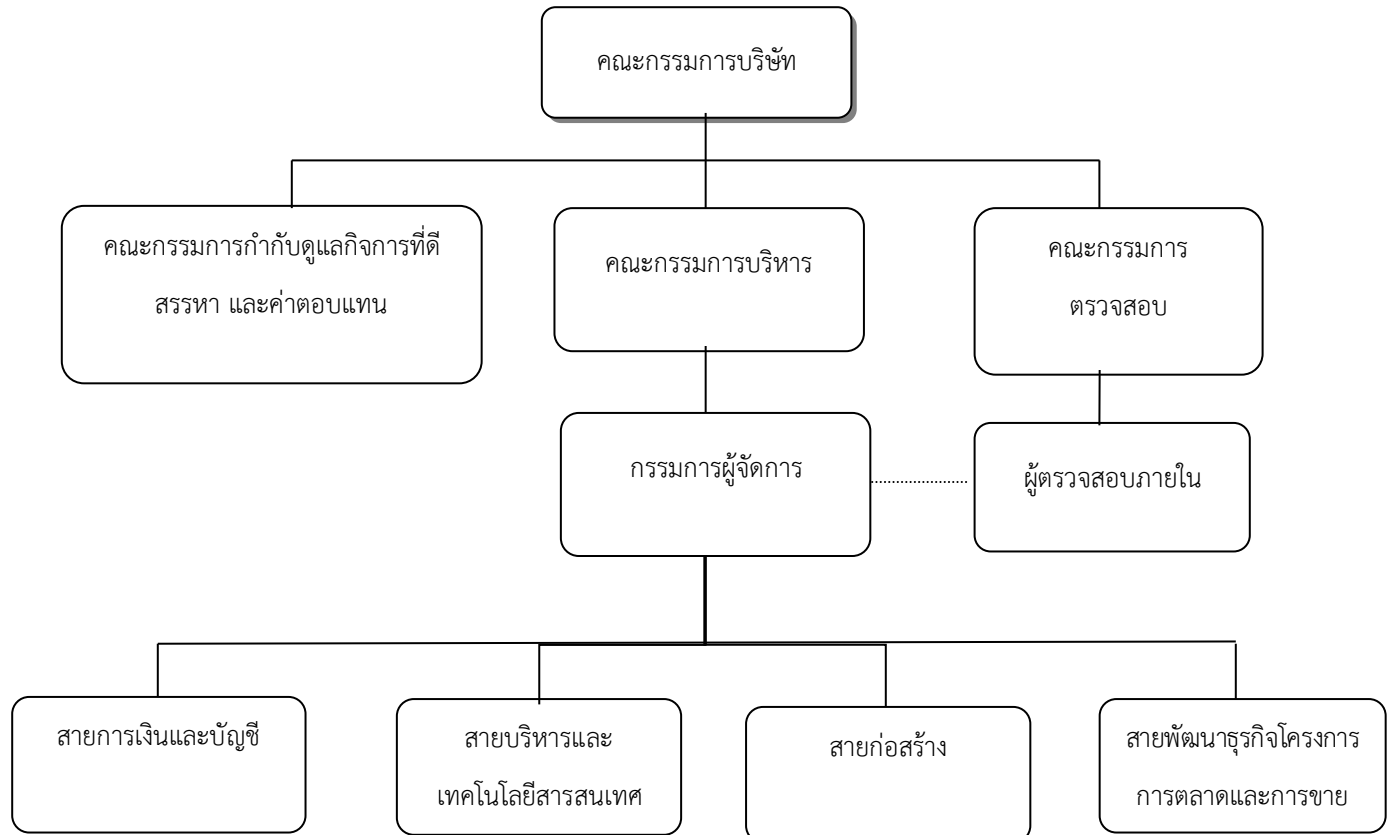 คณะกรรมการบริษัท
คณะกรรมการกำกับดูแลกิจการที่ดี
สรรหา และค่าตอบแทน
คณะกรรมการบริหาร
คณะกรรมการ
ตรวจสอบ
กรรมการผู้จัดการ
ผู้ตรวจสอบภายใน
สายการเงินและบัญชี
สายบริหารและ
เทคโนโลยีสารสนเทศ
สายก่อสร้าง
สายพัฒนาธุรกิจโครงการ
การตลาดและการขาย